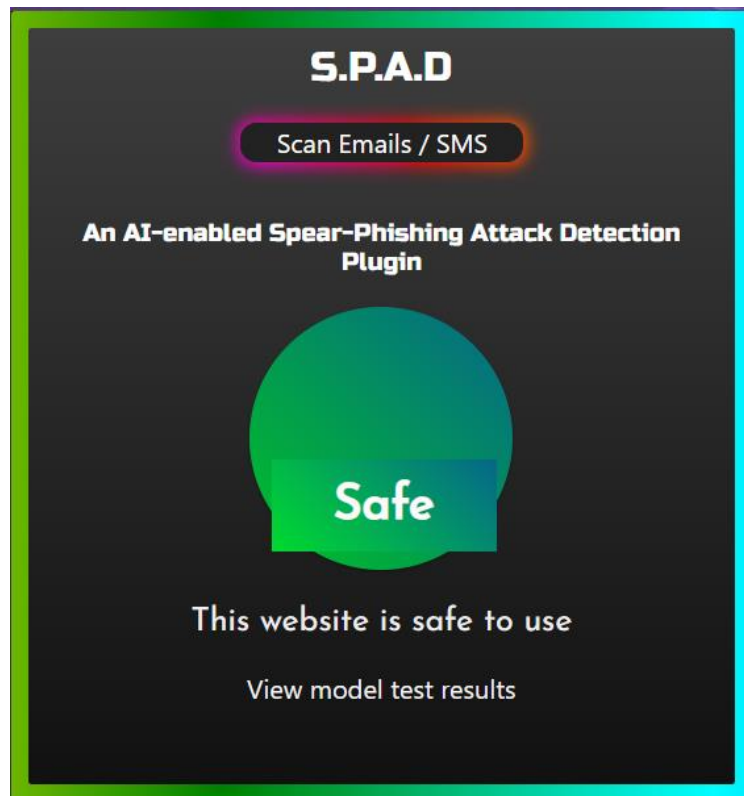 S.P.A.D
Scan Emails / SMS
An AI-enabled Spear-Phishing Attack Detection
Plugin
Safe
This website is safe to use
View model test results